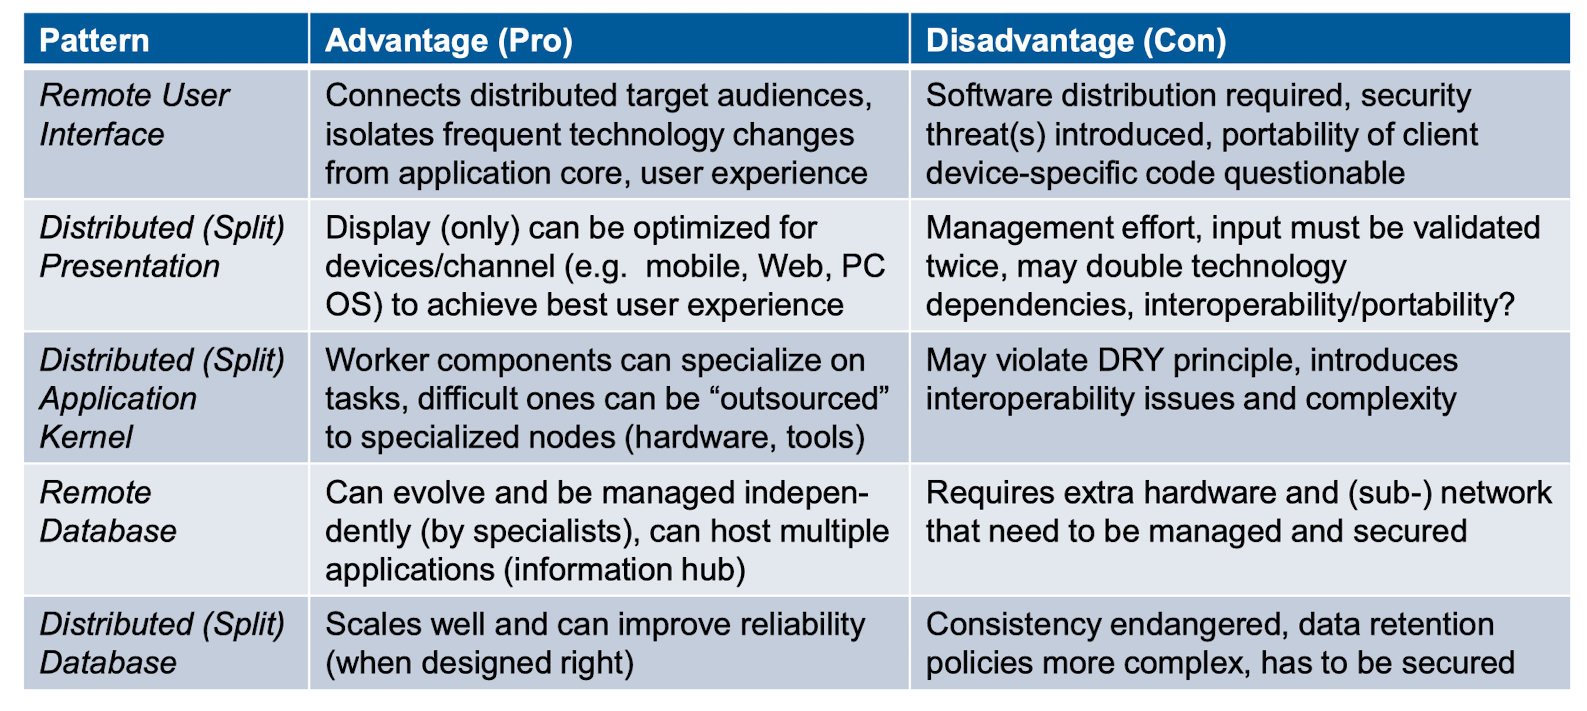 Pattern
Advantage (Pro)
Disadvantage (Con)
Remote User
Interface
Connects distributed target audiences,
isolates frequent technology changes
from application core, user experience
Software distribution required, security
threat(s) introduced, portability of client
device-specific code questionable
Distributed (Split)
Presentation
Display (only) can be optimized for
devices/channel (e.g. mobile, Web, PC
OS) to achieve best user experience
Management effort, input must be validated
twice, may double technology
dependencies, interoperability/portability?
Distributed (Split)
Application
Kernel
Worker components can specialize on
tasks, difficult ones can be “outsourced”
to specialized nodes (hardware, tools)
May violate DRY principle, introduces
interoperability issues and complexity
Remote
Database
Can evolve and be managed indepen-
dently (by specialists), can host multiple
applications (information hub)
Requires extra hardware and (sub-) network
that need to be managed and secured
Distributed (Split)
Database
Scales well and can improve reliability
(when designed right)
Consistency endangered, data retention
policies more complex, has to be secured